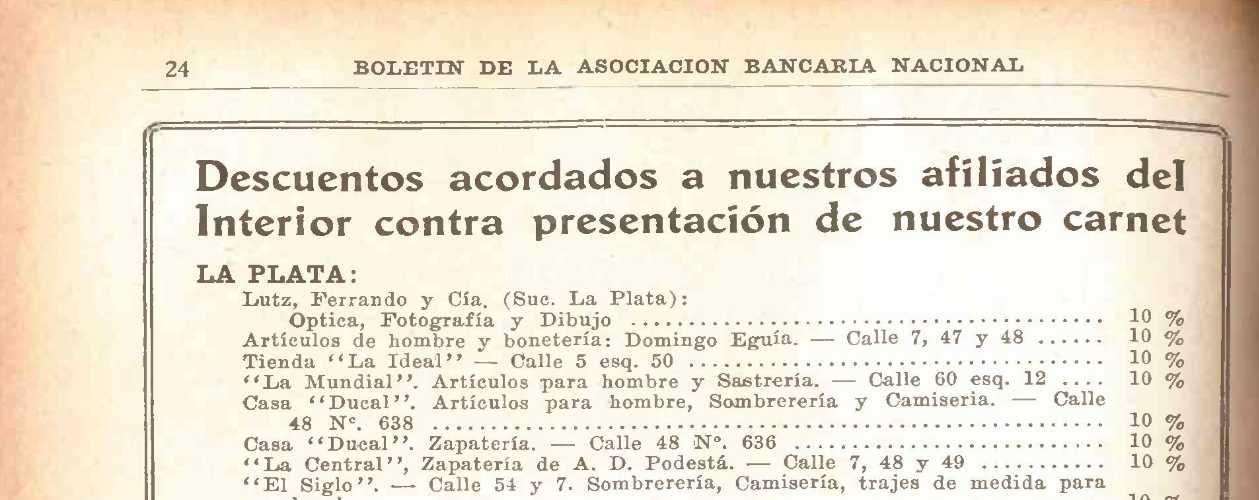 24 BOLETIN DE LA ASOCIACION BANCARIA NACIONAL
Descuentos acordados a nuestros afiliados del
Interior contra presentación de nuestro carnet
LA PLATA:
Lutz, Ferrando y Cía. (Suc. La Plata):
Optica, Fotografía y Dibujo ........................................ 10 %
Artículos de hombre y bonetería: Domingo Eguía. — Calle 7, 47 y 48 ...... 10 %
Tienda ‘‘La Ideal’’ — Calle 5 esq. 50 .................................... 10 %
‘‘La Mundial’’. Artículos para hombre y Sastrería. — Calle 60 esq. 12 .... 10 %
Casa ‘‘Ducal’’. Artículos para hombre, Sombrerería y Camiseria. — Calle
48 Nº. 638 .......................................................... 10 %
Casa ‘‘Ducal’’. Zapatería. — Calle 48 Nº. 636 ........................... 10 %
‘‘La Central’’, Zapatería de A. D. Podestá. — Calle 7, 48 y 49 ........... 10 %
‘‘El Siglo’’. — Calle 54 y 7. Sombrerería, Camisería, trajes de medida para